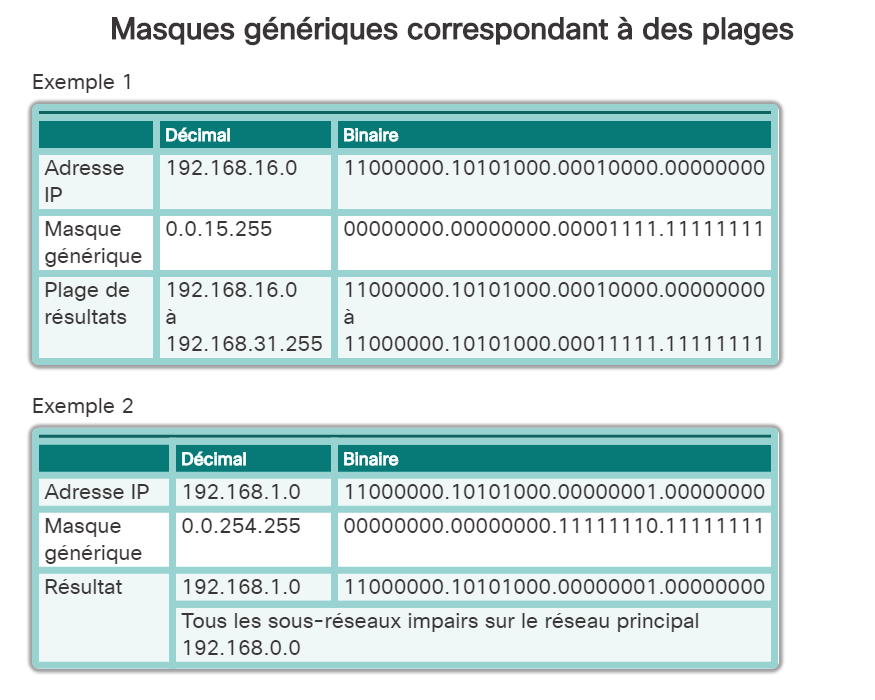 Masques génériques correspondant à des plages
Exemple 1
Décimal Binaire
Adresse IP 192.168.16.0 11000000.10101000.00010000.00000000
Masque générique 0.0.15.255 00000000.00000000.00001111.11111111
Plage de résultats 192.168.16.0 à 192.168.31.255 11000000.10101000.00010000.00000000 à 11000000.10101000.00011111.11111111
Exemple 2
Décimal Binaire
Adresse IP 192.168.1.0 11000000.10101000.00000001.00000000
Masque générique 0.0.254.255 00000000.00000000.11111110.11111111
Résultat 192.168.1.0 11000000.10101000.00000001.00000000
Tous les sous-réseaux impairs sur le réseau principal
192.168.0.0